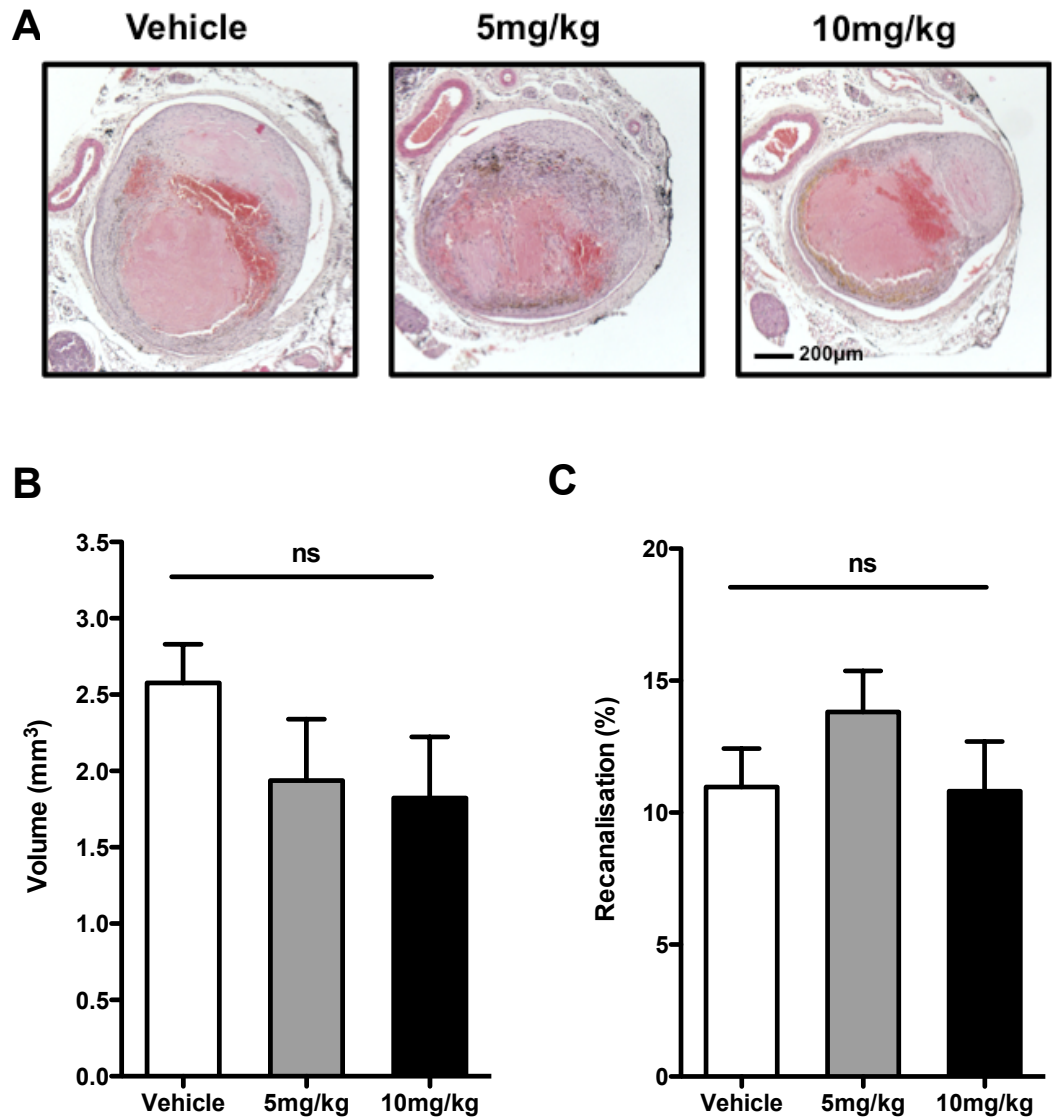 A
Vehicle 5mg/kg 10mg/kg
200µm
B
C
ns
3.5
3.0
2.5
2.0
1.5
1.0
0.5
0.0
Volume (mm³)
Vehicle 5mg/kg 10mg/kg
ns
20
15
10
5
0
Recanalisation (%)
Vehicle 5mg/kg 10mg/kg